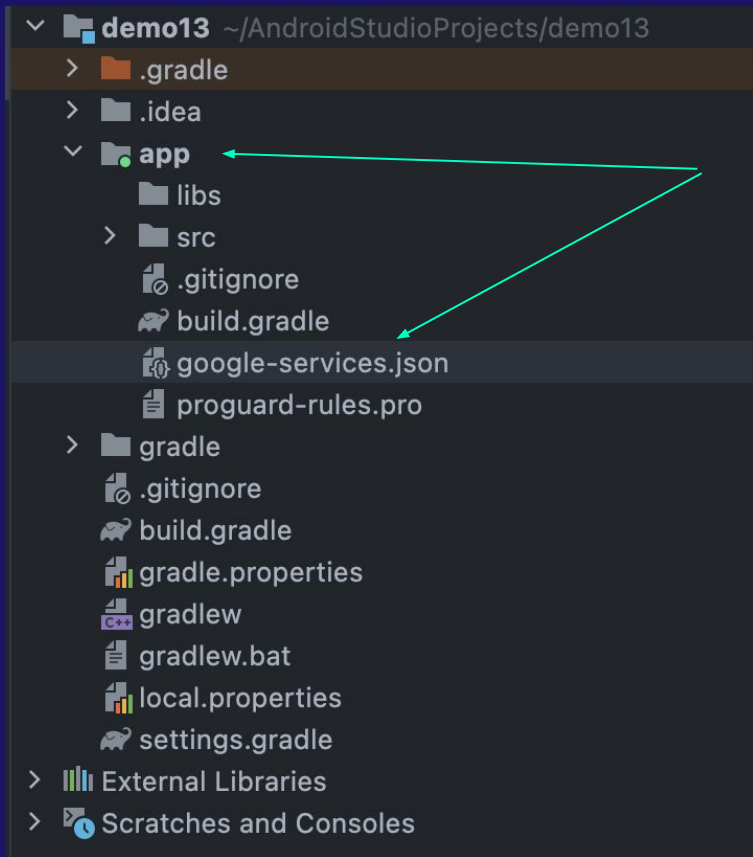 demo13 ~/AndroidStudioProjects/demo13
.gradle
.idea
app
libs
src
.gitignore
build.gradle
google-services.json
proguard-rules.pro
gradle
.gitignore
build.gradle
gradle.properties
C++ gradlew
gradlew.bat
local.properties
settings.gradle
External Libraries
Scratches and Consoles